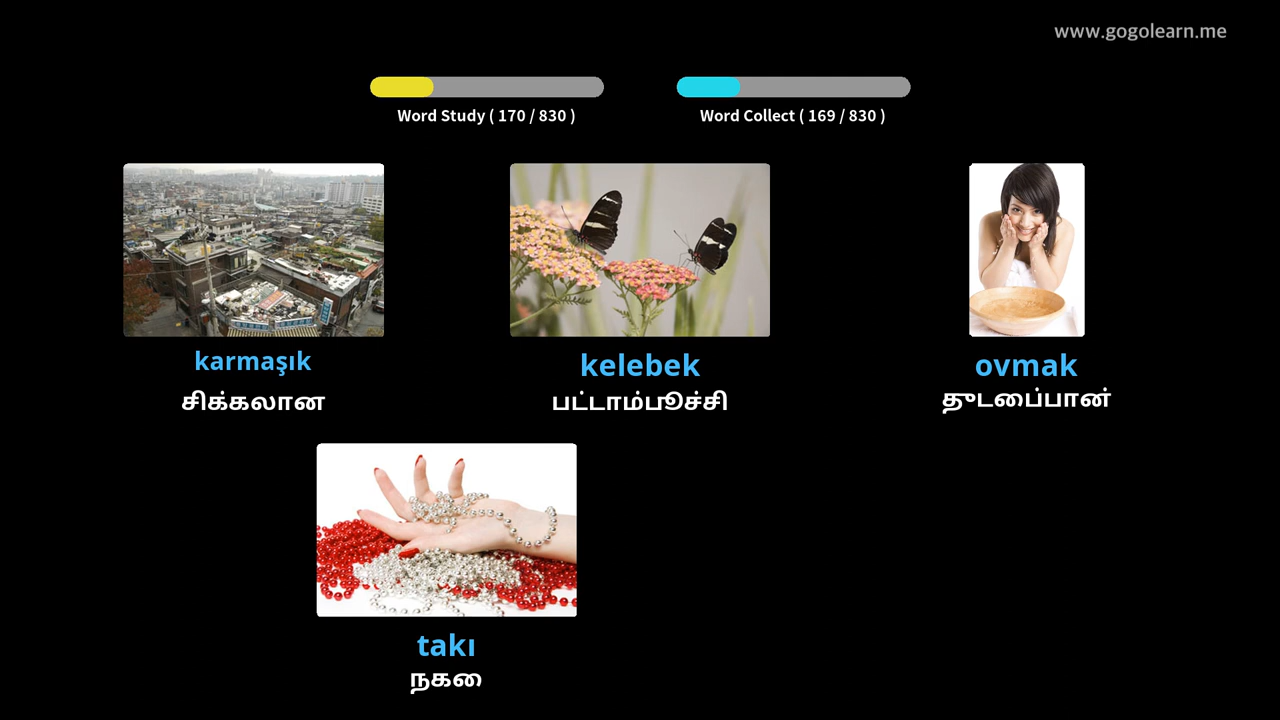 www.gogolearn.me
Word Study ( 170 / 830 )
Word Collect ( 169 / 830 )
karmaşık
சிக்கலான
kelebek
பட்டாம்பூச்சி
ovmak
துடைப்பான்
takı
நகை